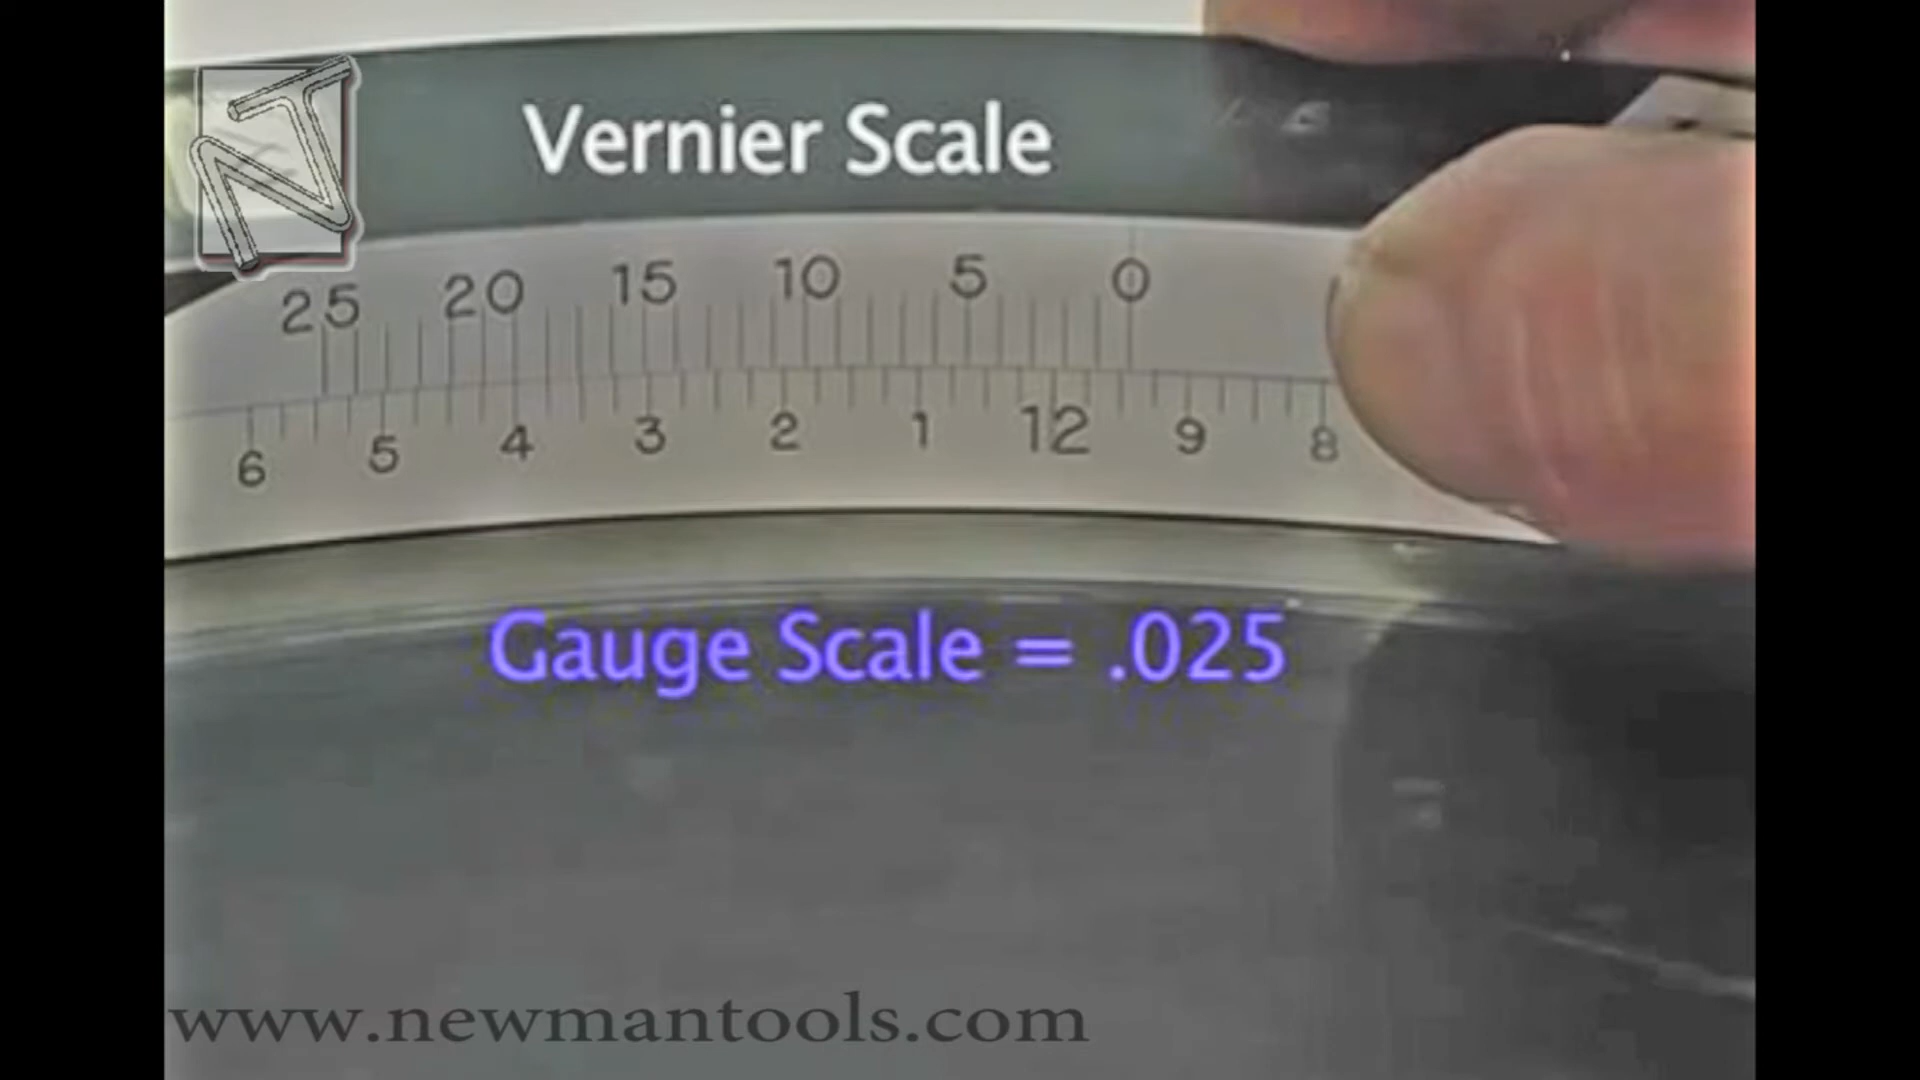 Vernier Scale
25 20 15 10 5 0
6 5 4 3 2 1 12 9 8
Gauge Scale = .025
www.newmantools.com